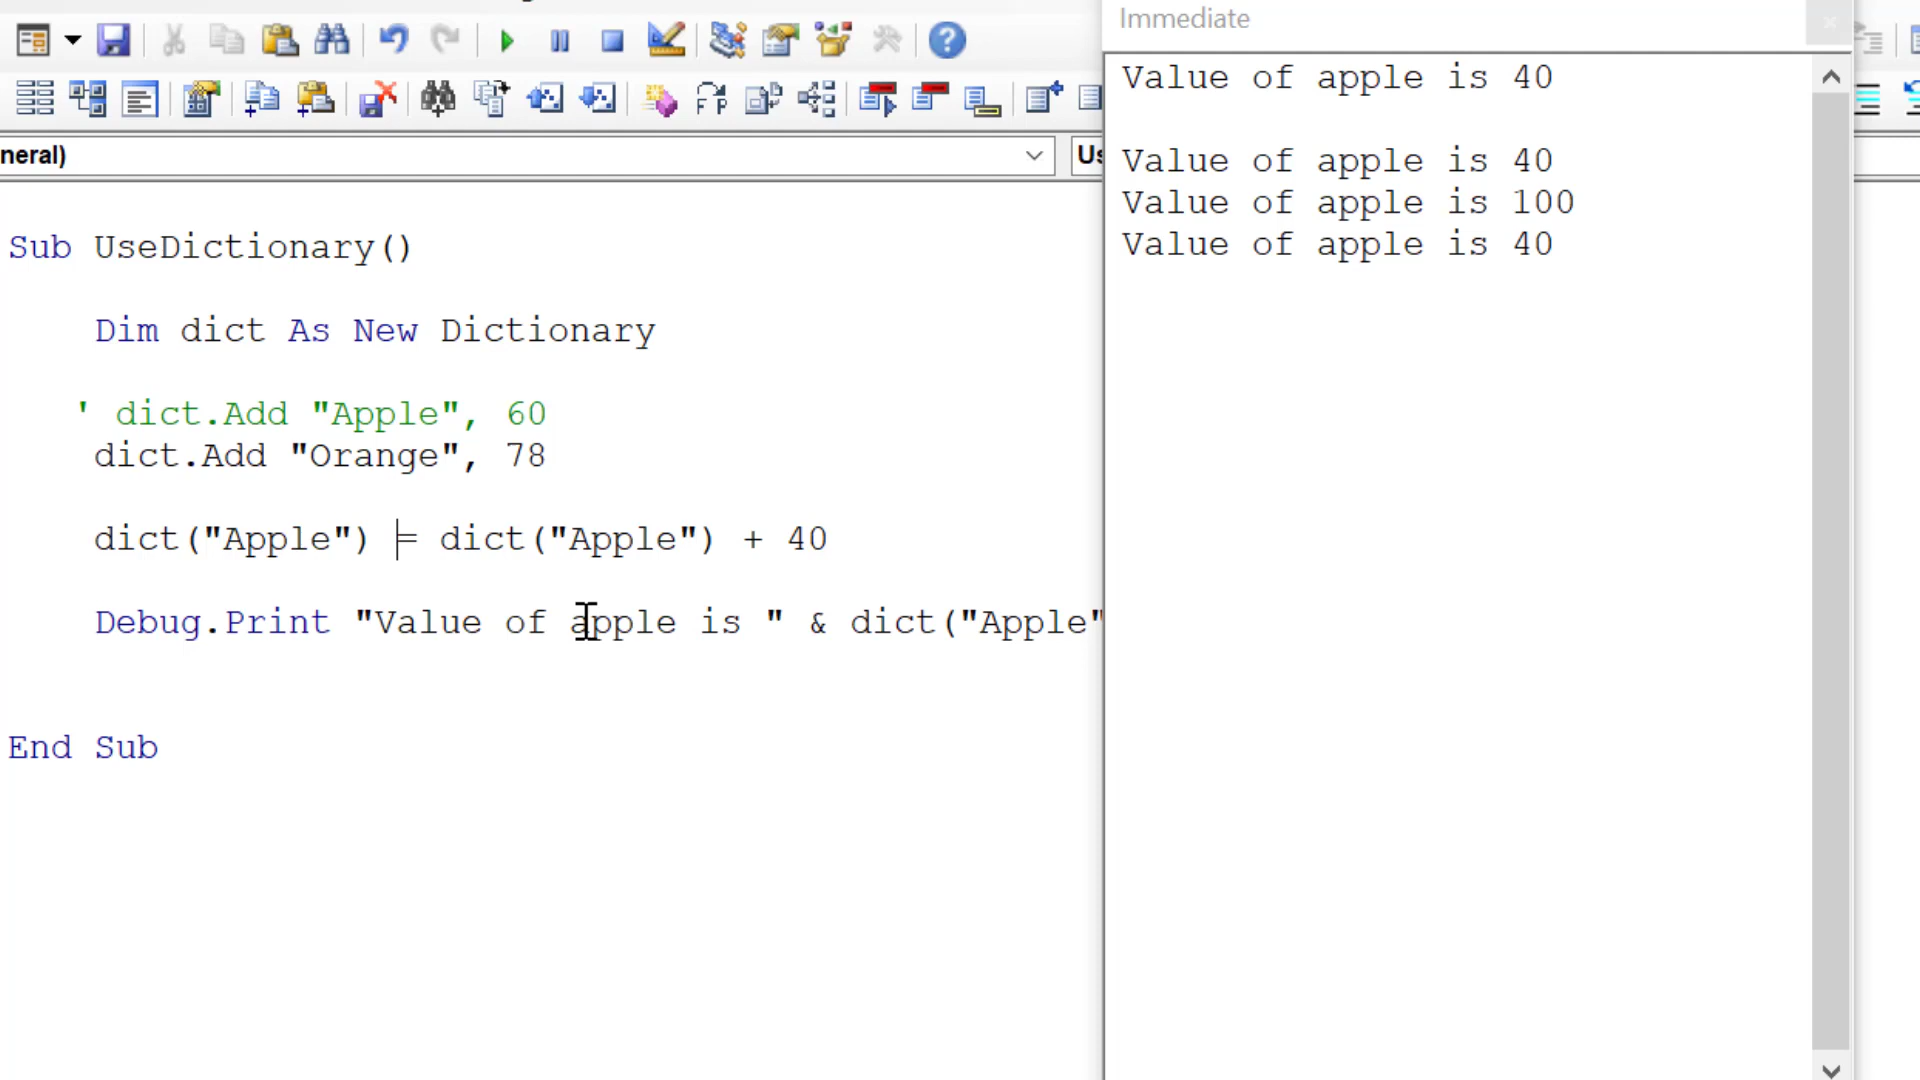 Immediate
Value of apple is 40
Value of apple is 40
Value of apple is 100
Value of apple is 40
neral)
Us
Sub UseDictionary()
Dim dict As New Dictionary
' dict.Add "Apple", 60
dict.Add "Orange", 78
dict("Apple") = dict("Apple") + 40
Debug.Print "Value of apple is " & dict("Apple"
End Sub